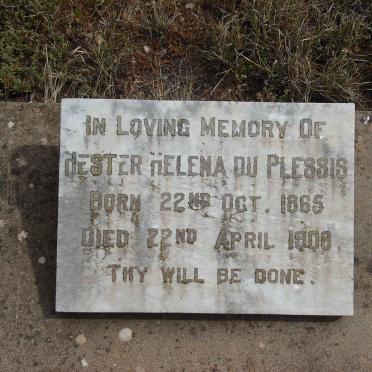 In Loving Memory Of
Hester Helena du Plessis
Born 22nd Oct. 1865
Died 22nd April 1908
Thy will be done.